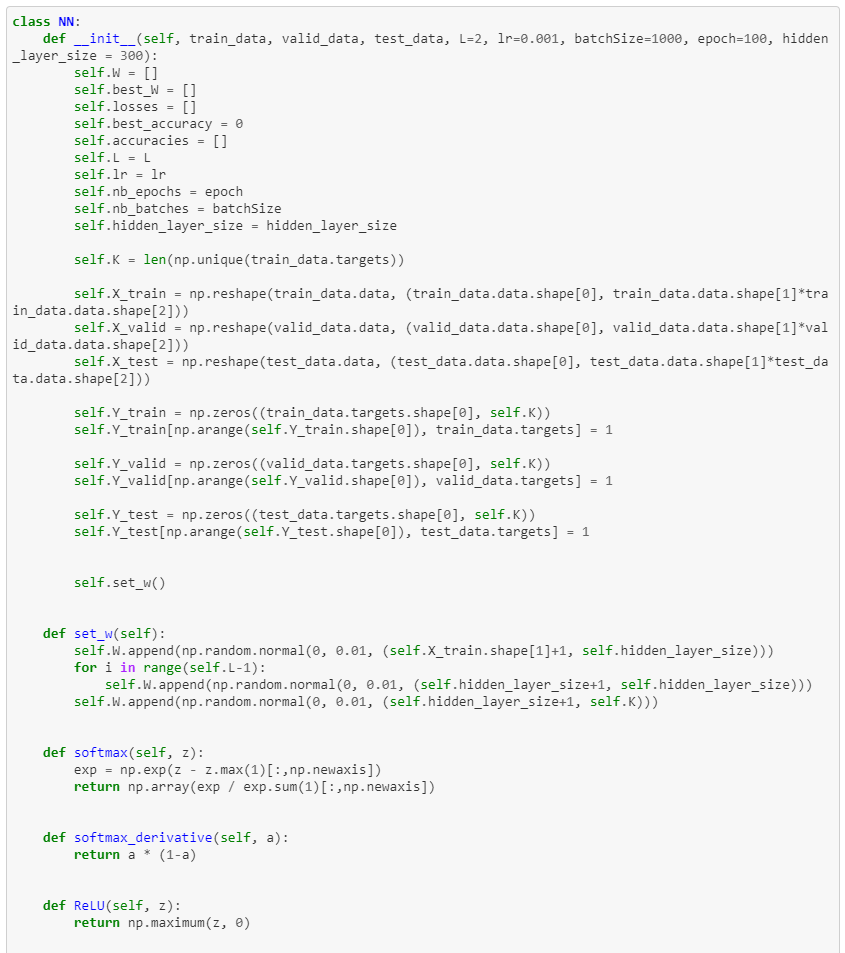 class NN:
    def __init__(self, train_data, valid_data, test_data, L=2, lr=0.001, batchSize=1000, epoch=100, hidden
_layer_size = 300):
        self.W = []
        self.best_W = []
        self.losses = []
        self.best_accuracy = 0
        self.accuracies = []
        self.L = L
        self.lr = lr
        self.nb_epochs = epoch
        self.nb_batches = batchSize
        self.hidden_layer_size = hidden_layer_size

        self.K = len(np.unique(train_data.targets))

        self.X_train = np.reshape(train_data.data, (train_data.data.shape[0], train_data.data.shape[1]*tra
in_data.data.shape[2]))
        self.X_valid = np.reshape(valid_data.data, (valid_data.data.shape[0], valid_data.data.shape[1]*val
id_data.data.shape[2]))
        self.X_test = np.reshape(test_data.data, (test_data.data.shape[0], test_data.data.shape[1]*test_da
ta.data.shape[2]))

        self.Y_train = np.zeros((train_data.targets.shape[0], self.K))
        self.Y_train[np.arange(self.Y_train.shape[0]), train_data.targets] = 1

        self.Y_valid = np.zeros((valid_data.targets.shape[0], self.K))
        self.Y_valid[np.arange(self.Y_valid.shape[0]), valid_data.targets] = 1

        self.Y_test = np.zeros((test_data.targets.shape[0], self.K))
        self.Y_test[np.arange(self.Y_test.shape[0]), test_data.targets] = 1


        self.set_w()


    def set_w(self):
        self.W.append(np.random.normal(0, 0.01, (self.X_train.shape[1]+1, self.hidden_layer_size)))
        for i in range(self.L-1):
            self.W.append(np.random.normal(0, 0.01, (self.hidden_layer_size+1, self.hidden_layer_size)))
        self.W.append(np.random.normal(0, 0.01, (self.hidden_layer_size+1, self.K)))


    def softmax(self, z):
        exp = np.exp(z - z.max(1)[:,np.newaxis])
        return np.array(exp / exp.sum(1)[:,np.newaxis])


    def softmax_derivative(self, a):
        return a * (1-a)


    def ReLU(self, z):
        return np.maximum(z, 0)